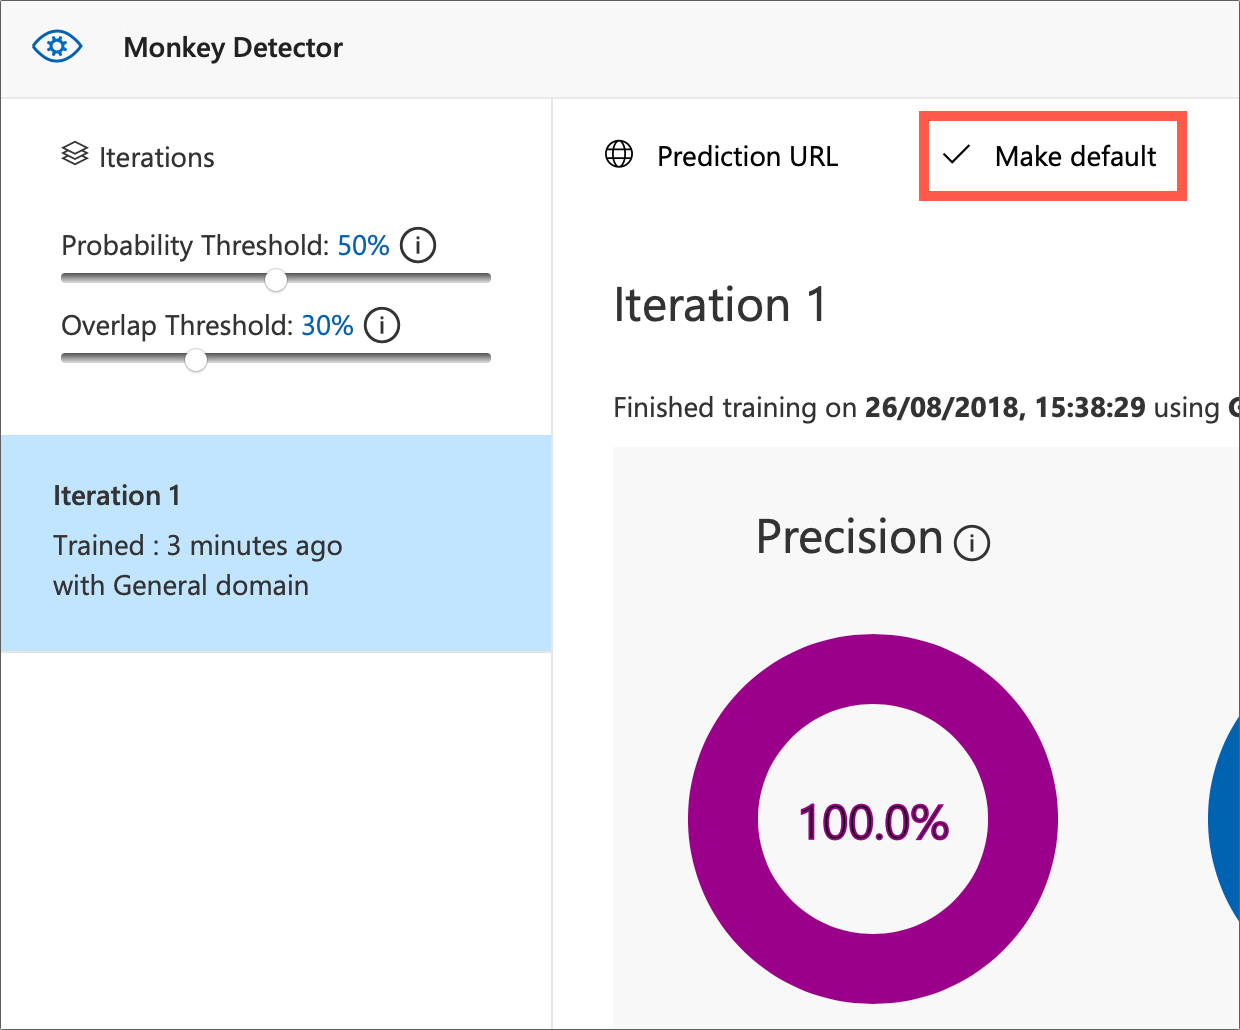 Monkey Detector
Iterations
Probability Threshold: 50%
Overlap Threshold: 30%
Iteration 1
Trained : 3 minutes ago
with General domain
Prediction URL
Make default
Iteration 1
Finished training on 26/08/2018, 15:38:29 using
Precision
100.0%